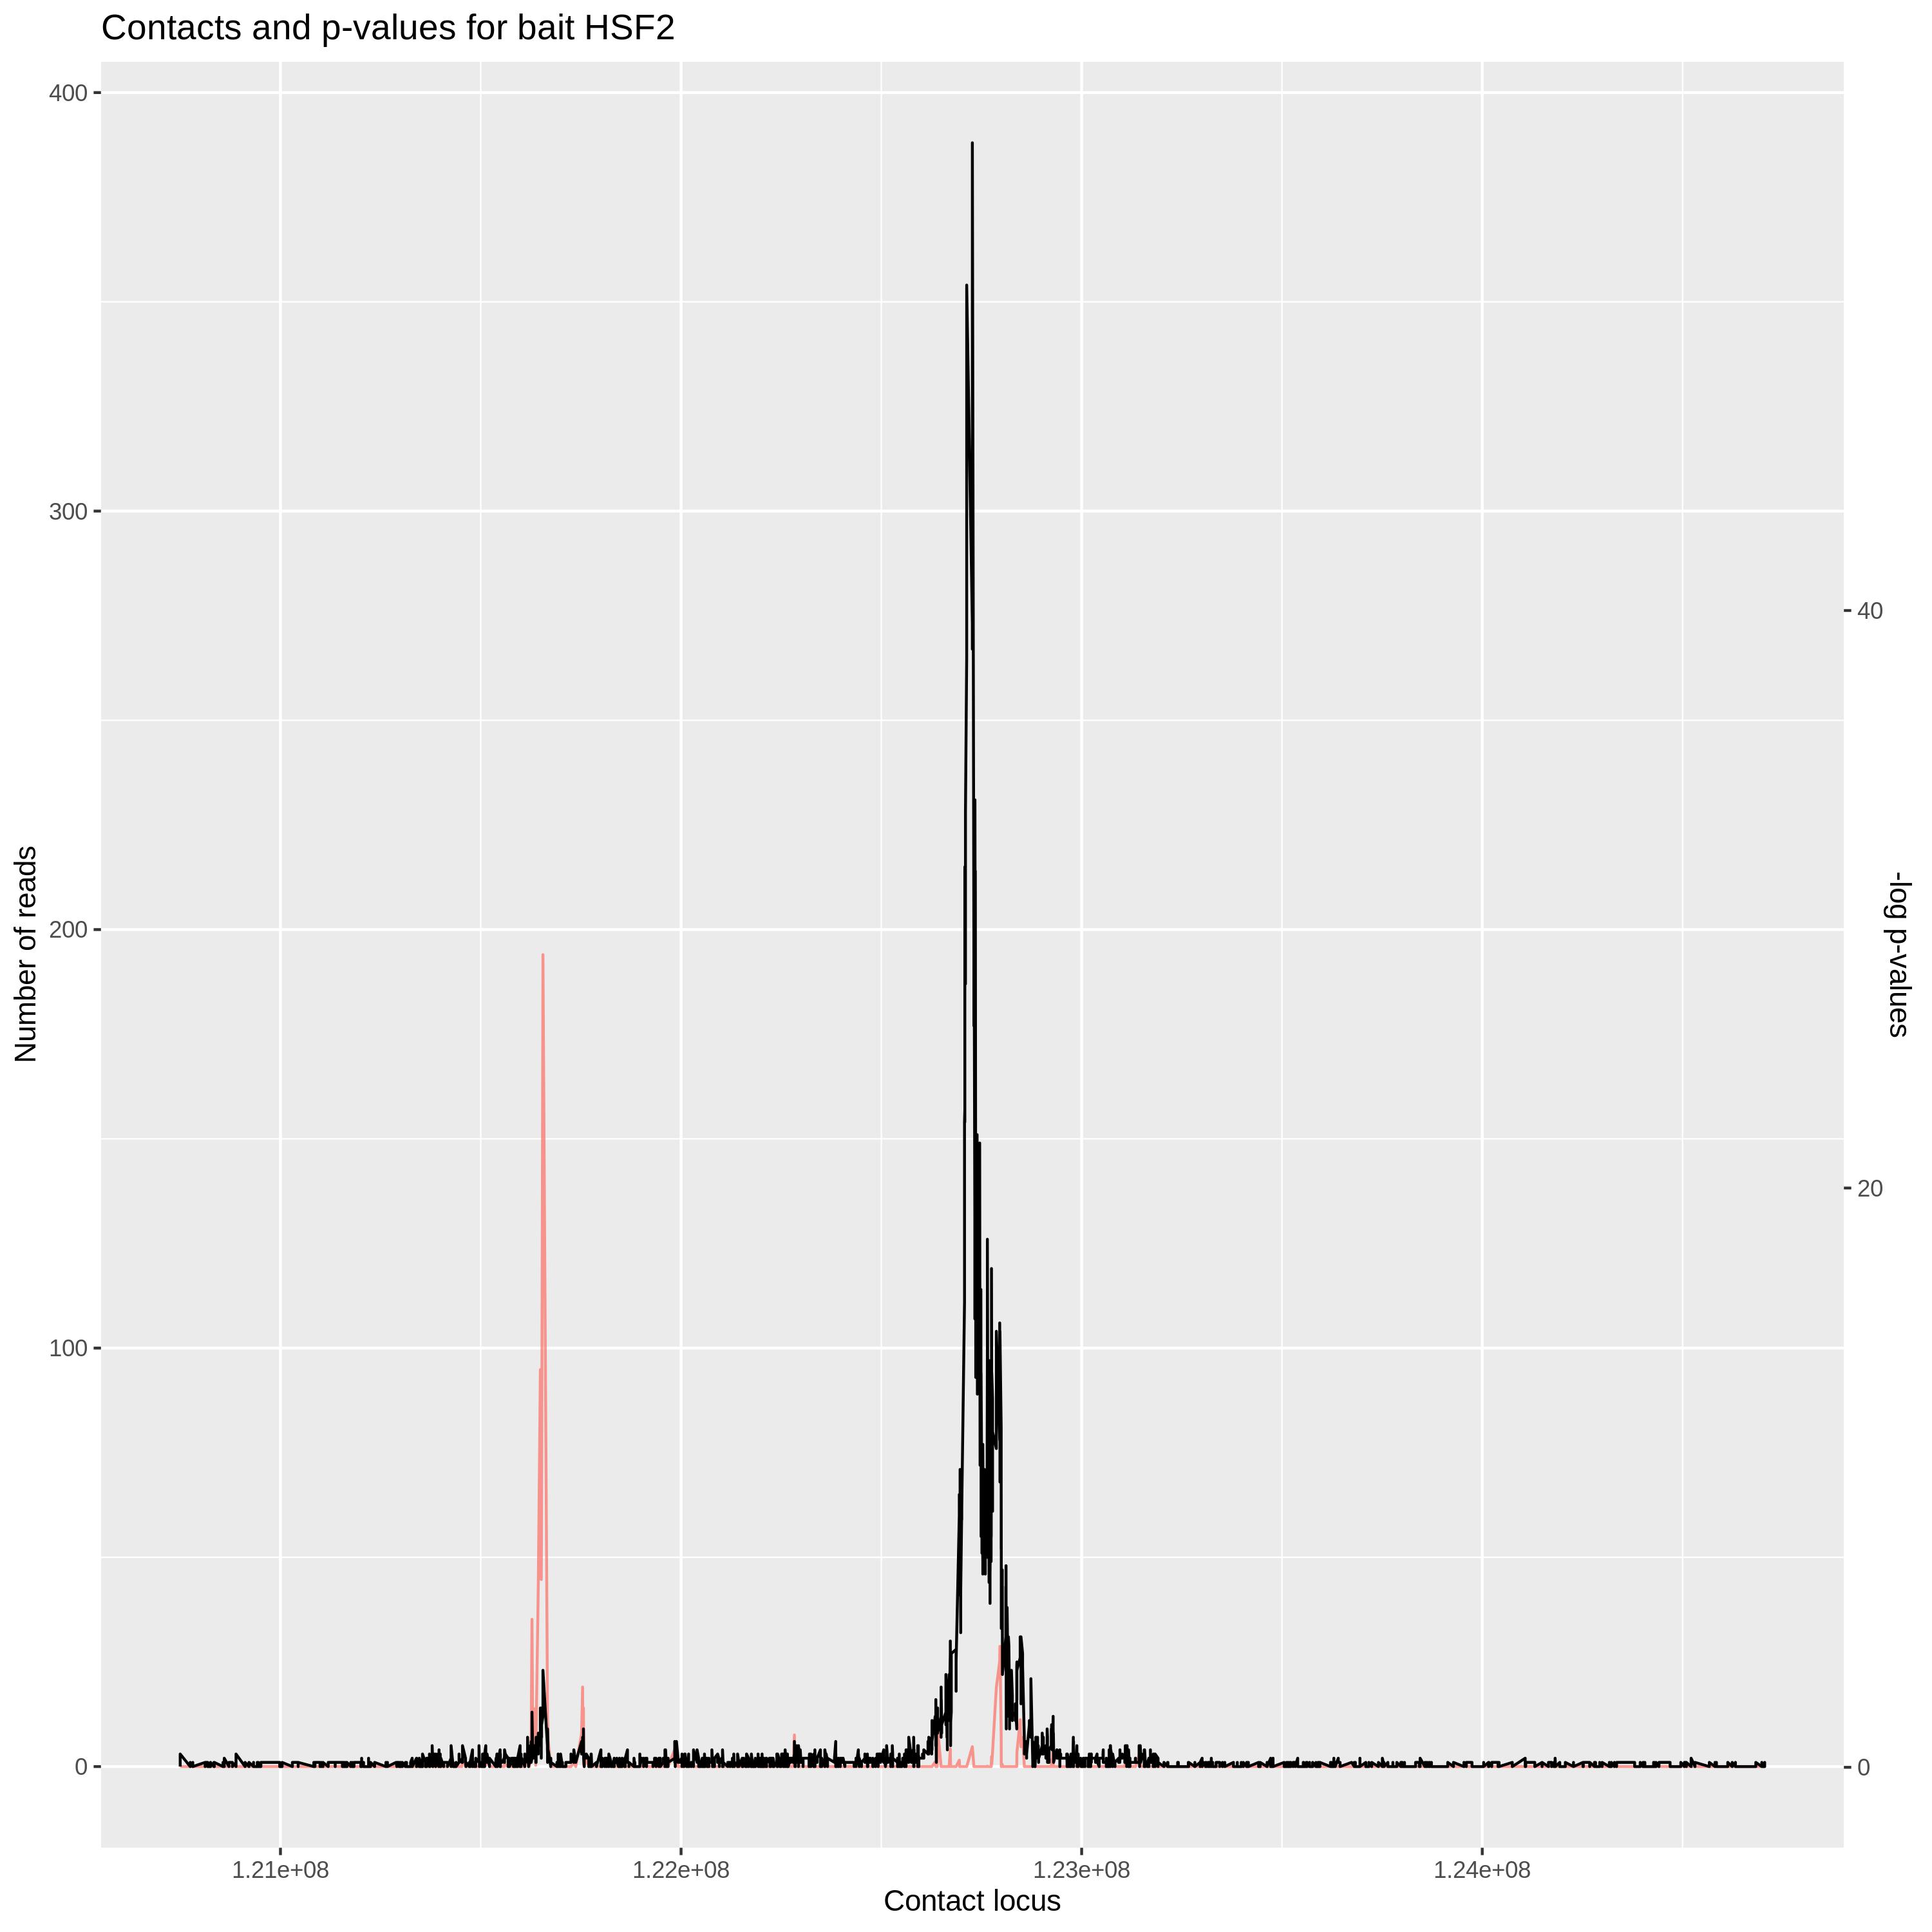 Contacts and p-values for bait HSF2
400
300
200
100
0
Number of reads
40
20
0
-log p-values
1.21e+08
1.22e+08
1.23e+08
1.24e+08
Contact locus